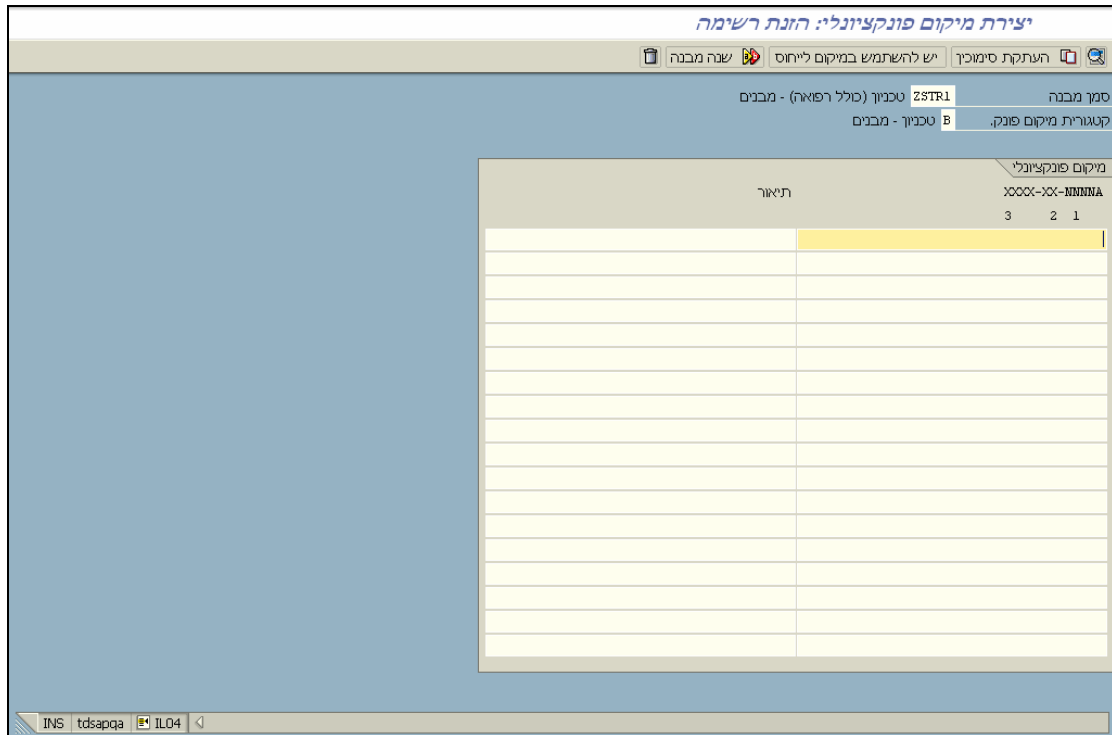 יצירת מיקום פונקציונלי: הזנת רשימה
העתקת סימוכין יש להשתמש במיקום לייחוס שנה מבנה
סמן מבנה ZSTR1 טכניון (כולל רפואה) - מבנים
קטגורית מיקום פונק. B טכניון - מבנים
מיקום פונקציונלי
XXXX-XX-NNNNA תיאור
3 2 1
INS tdsapqa IL04